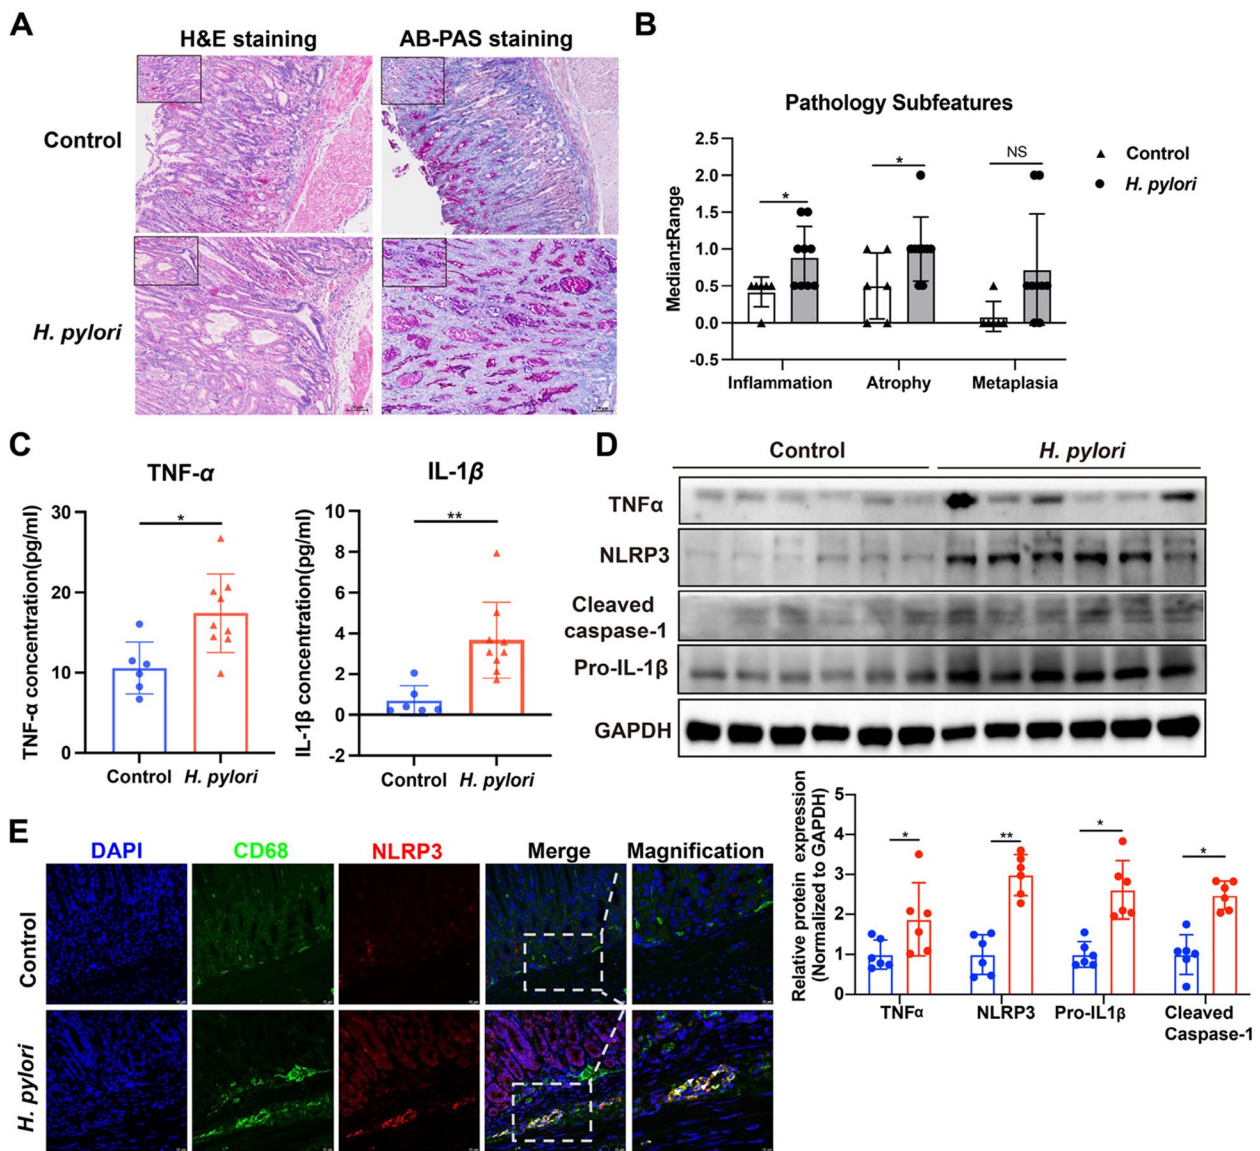 A
H&E staining
AB-PAS staining
Control
H. pylori
B
Pathology Subfeatures
Median±Range
2.5
2.0
1.5
1.0
0.5
0.0
-0.5
*
*
NS
Control
H. pylori
Inflammation
Atrophy
Metaplasia
C
TNF-α
TNF-α concentration(pg/ml)
30
20
10
0
*
Control
H. pylori
IL-1β
IL-1β concentration(pg/ml)
10
8
6
4
2
0
-2
**
Control
H. pylori
D
Control
H. pylori
TNFα
NLRP3
Cleaved
caspase-1
Pro-IL-1β
GAPDH
Relative protein expression
(Normalized to GAPDH)
5
4
3
2
1
0
*
**
*
*
TNFα
NLRP3
Pro-IL1β
Cleaved
Caspase-1
E
DAPI
CD68
NLRP3
Merge
Magnification
Control
H. pylori